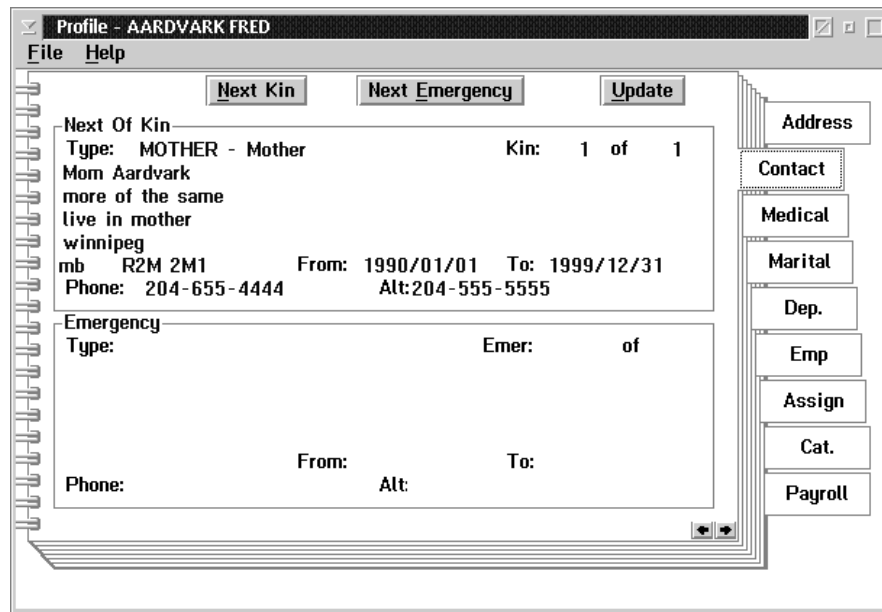 Profile - AARDVARK FRED
File Help
Next Kin Next Emergency Update
Next Of Kin
Type: MOTHER - Mother Kin: 1 of 1
Mom Aardvark
more of the same
live in mother
winnipeg
mb R2M 2M1 From: 1990/01/01 To: 1999/12/31
Phone: 204-655-4444 Alt:204-555-5555
Emergency
Type: Emer: of
From: To:
Phone: Alt:
Address
Contact
Medical
Marital
Dep.
Emp
Assign
Cat.
Payroll